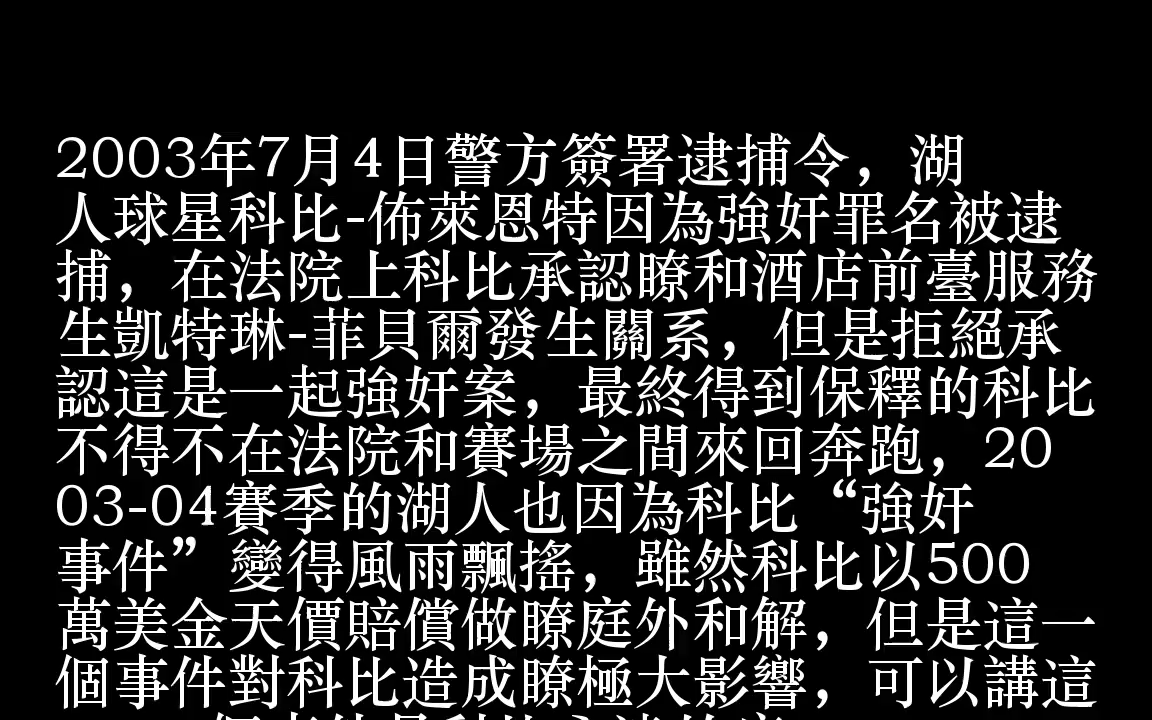 2003年7月4日警方簽署逮捕令，湖
人球星科比-佈萊恩特因為強奸罪名被逮
捕，在法院上科比承認瞭和酒店前臺服務
生凱特琳-菲貝爾發生關系，但是拒絕承
認這是一起強奸案，最終得到保釋的科比
不得不在法院和賽場之間來回奔跑，20
03-04賽季的湖人也因為科比“強奸
事件”變得風雨飄搖，雖然科比以500
萬美金天價賠償做瞭庭外和解，但是這一
個事件對科比造成瞭極大影響，可以講這